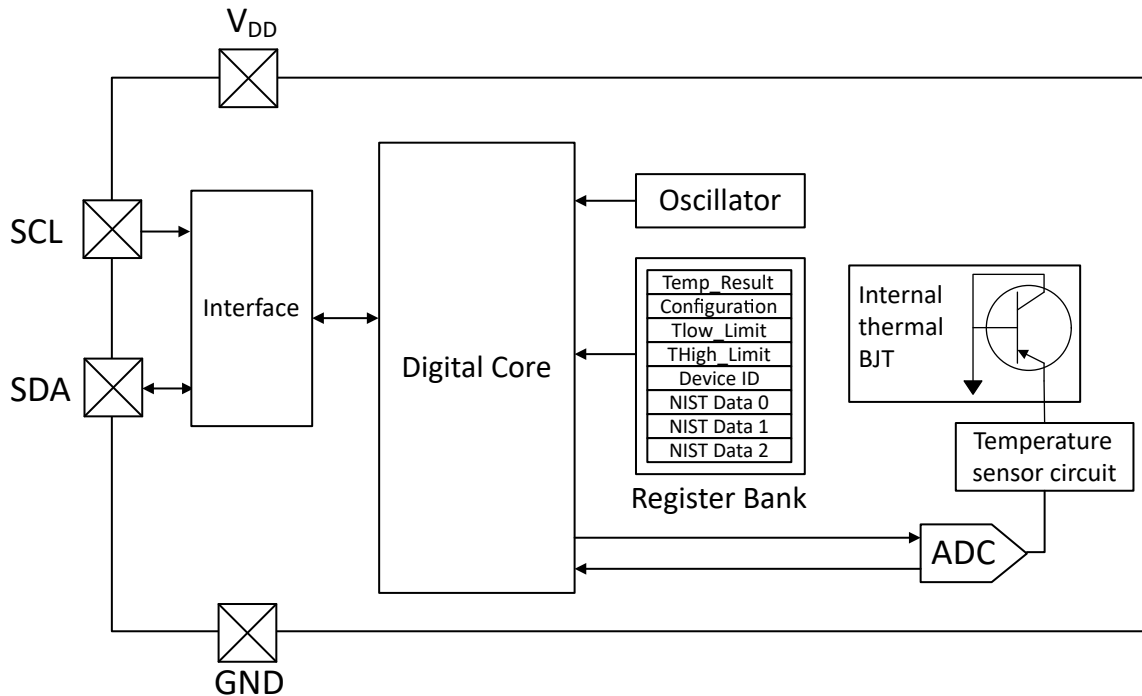 V_DD
SCL
SDA
GND
Interface
Digital Core
Oscillator
Temp_Result
Configuration
Tlow_Limit
THigh_Limit
Device ID
NIST Data 0
NIST Data 1
NIST Data 2
Register Bank
Internal
thermal
BJT
Temperature
sensor circuit
ADC